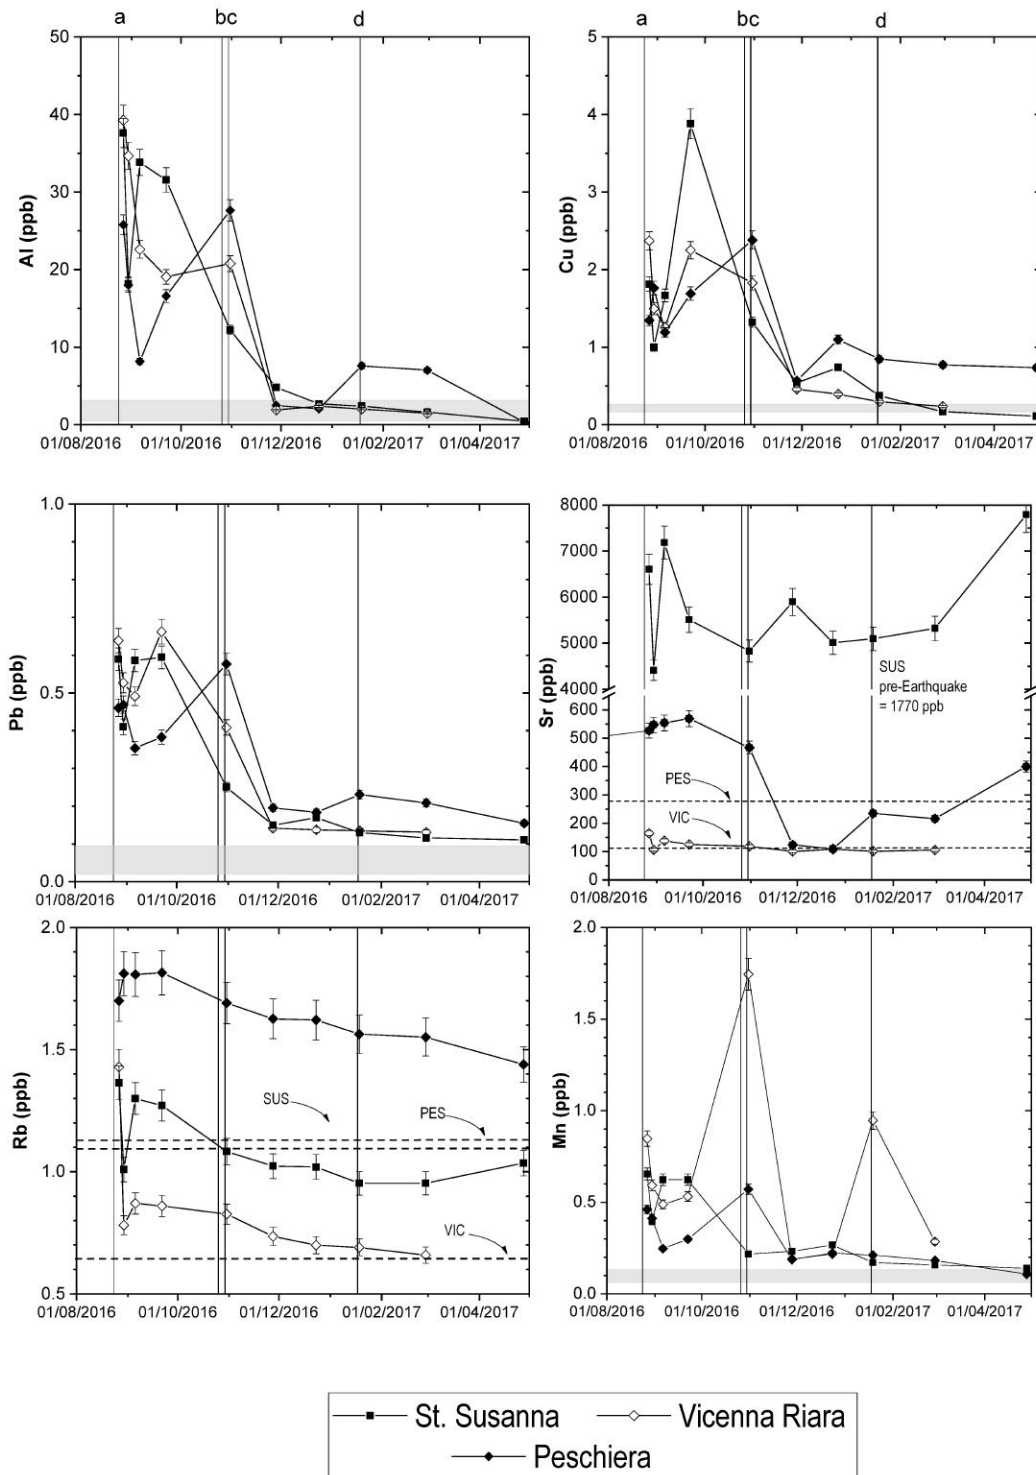 a bc d
a bc d
50
40
30
20
10
0
Al (ppb)
01/08/2016 01/10/2016 01/12/2016 01/02/2017 01/04/2017
5
4
3
2
1
0
Cu (ppb)
01/08/2016 01/10/2016 01/12/2016 01/02/2017 01/04/2017
1.0
0.5
0.0
Pb (ppb)
01/08/2016 01/10/2016 01/12/2016 01/02/2017 01/04/2017
8000
7000
6000
5000
4000
600
500
400
300
200
100
0
Sr (ppb)
SUS
pre-Earthquake
= 1770 ppb
PES
VIC
01/08/2016 01/10/2016 01/12/2016 01/02/2017 01/04/2017
2.0
1.5
1.0
0.5
Rb (ppb)
SUS
PES
VIC
01/08/2016 01/10/2016 01/12/2016 01/02/2017 01/04/2017
2.0
1.5
1.0
0.5
0.0
Mn (ppb)
01/08/2016 01/10/2016 01/12/2016 01/02/2017 01/04/2017
St. Susanna Vicenna Riara
Peschiera